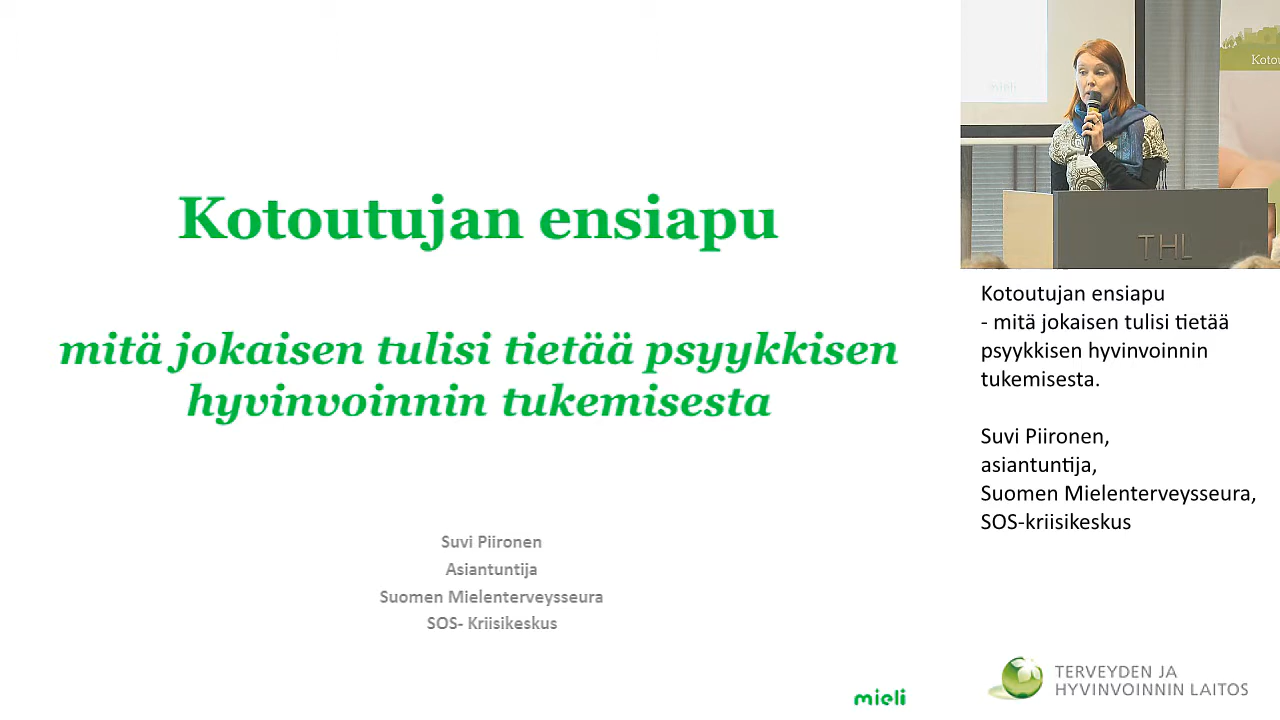 Kotoutujan ensiapu
mitä jokaisen tulisi tietää psyykkisen
hyvinvoinnin tukemisesta
Suvi Piironen
Asiantuntija
Suomen Mielenterveysseura
SOS- Kriisikeskus
mieli
mieli
Kotou
THL
Kotoutujan ensiapu
- mitä jokaisen tulisi tietää
psyykkisen hyvinvoinnin
tukemisesta.
Suvi Piironen,
asiantuntija,
Suomen Mielenterveysseura,
SOS-kriisikeskus
TERVEYDEN JA
HYVINVOINNIN LAITOS